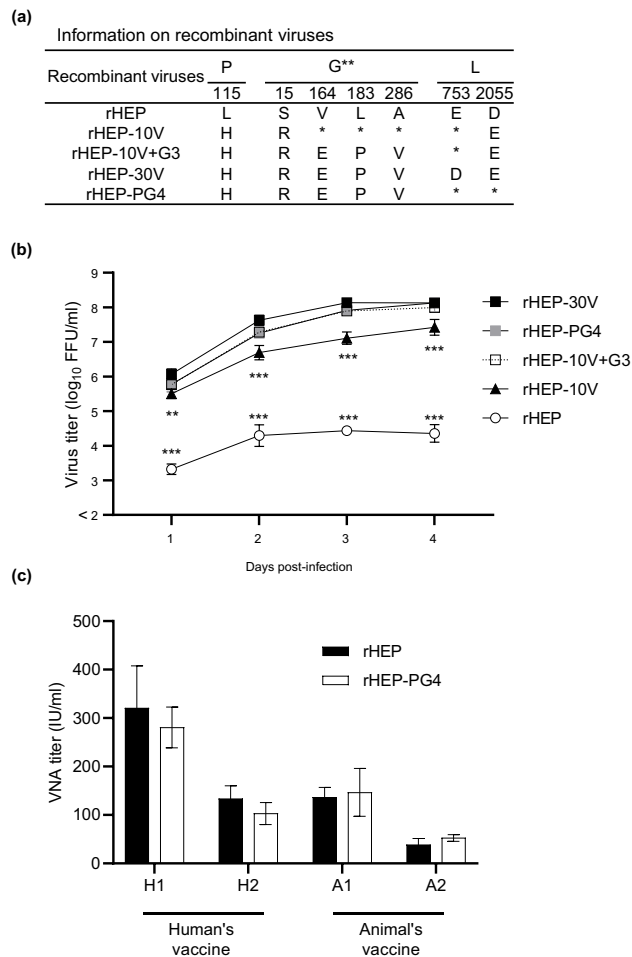 (a)
Information on recombinant viruses
Recombinant viruses P G** L
115 15 164 183 286 753 2055
rHEP L S V L A E D
rHEP-10V H R * * * * E
rHEP-10V+G3 H R E P V * E
rHEP-30V H R E P V D E
rHEP-PG4 H R E P V * *
(b)
Virus titer (log10 FFU/ml)
9
8
7
6
5
4
3
< 2
** *** *** ***
*** *** *** ***
1 2 3 4
Days post-infection
rHEP-30V
rHEP-PG4
rHEP-10V+G3
rHEP-10V
rHEP
(c)
VNA titer (IU/ml)
500
400
300
200
100
0
rHEP
rHEP-PG4
H1 H2 A1 A2
Human's Animal's
vaccine vaccine